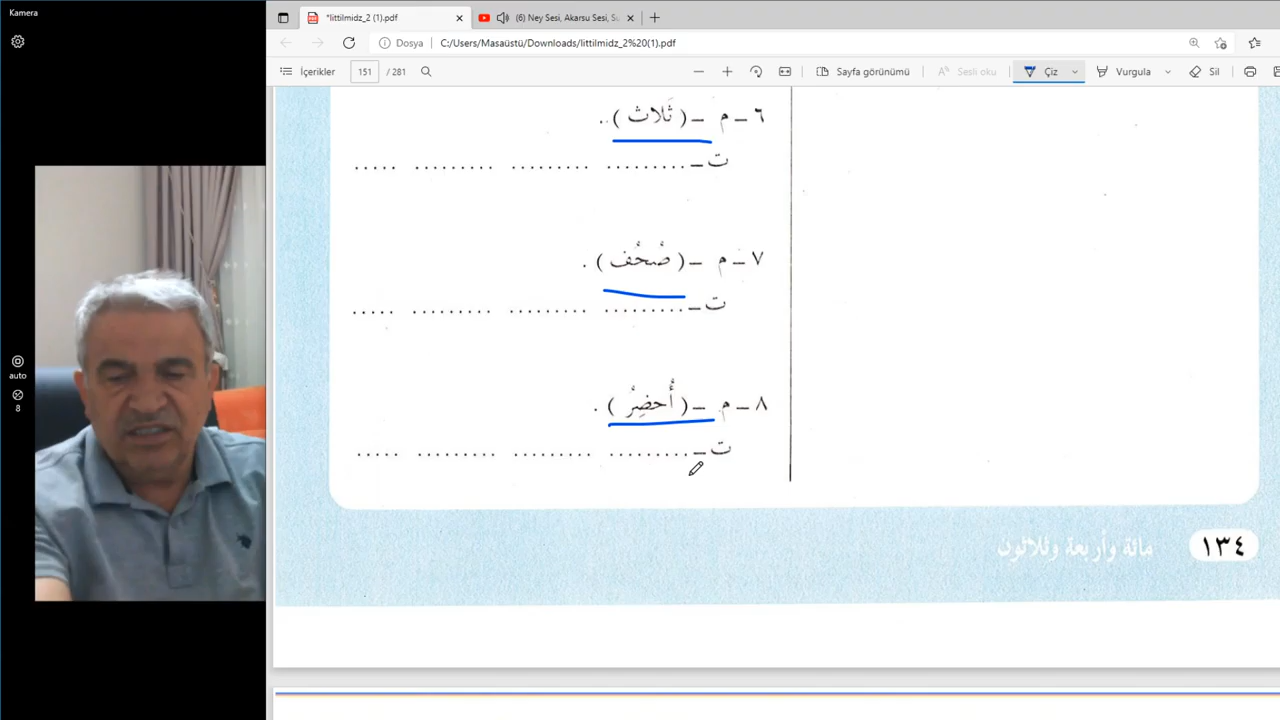 Kamera
*littilmidz_2 (1).pdf
(6) Ney Sesi, Akarsu Sesi, Su
Dosya
C:/Users/Masaüstü/Downloads/littilmidz_2%20(1).pdf
İçerikler
151 / 281
Sayfa görünümü
Sesli oku
Çiz
Vurgula
Sil
٦ – م – ( ثَلاث ) . .
ت – ......... ......... ......... .....
٧ – م – ( صُحُف ) .
ت – ......... ......... ......... .....
٨ – م – ( أُحضِرُ ) .
ت – ......... ......... ......... .....
auto
8
١٣٤ مائة وأربعة وثلاثون